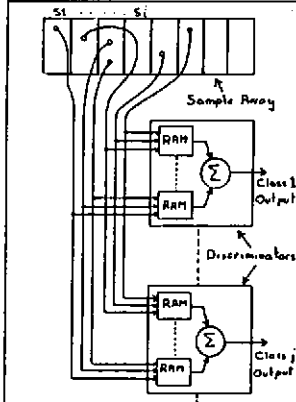 S1 Si
Sample Array
RAM
Σ
Class 1
Output
RAM
Discriminators
RAM
Σ
Class j
Output
RAM